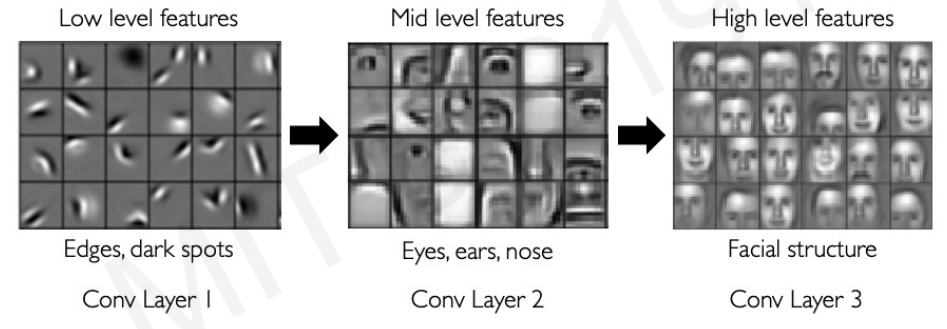 Low level features
Mid level features
High level features
Edges, dark spots
Eyes, ears, nose
Facial structure
Conv Layer 1
Conv Layer 2
Conv Layer 3